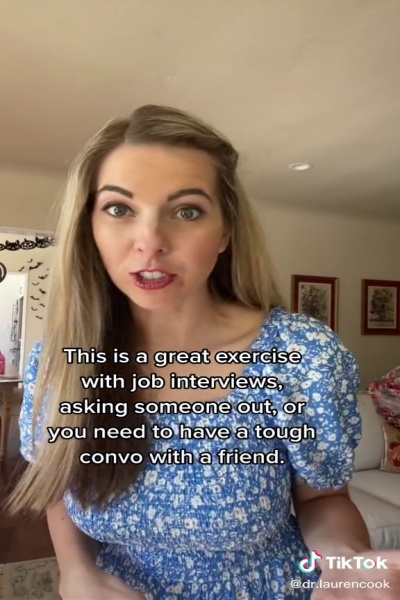 This is a great exercise
with job interviews,
asking someone out, or
you need to have a tough
convo with a friend.
TikTok
@dr.laurencook